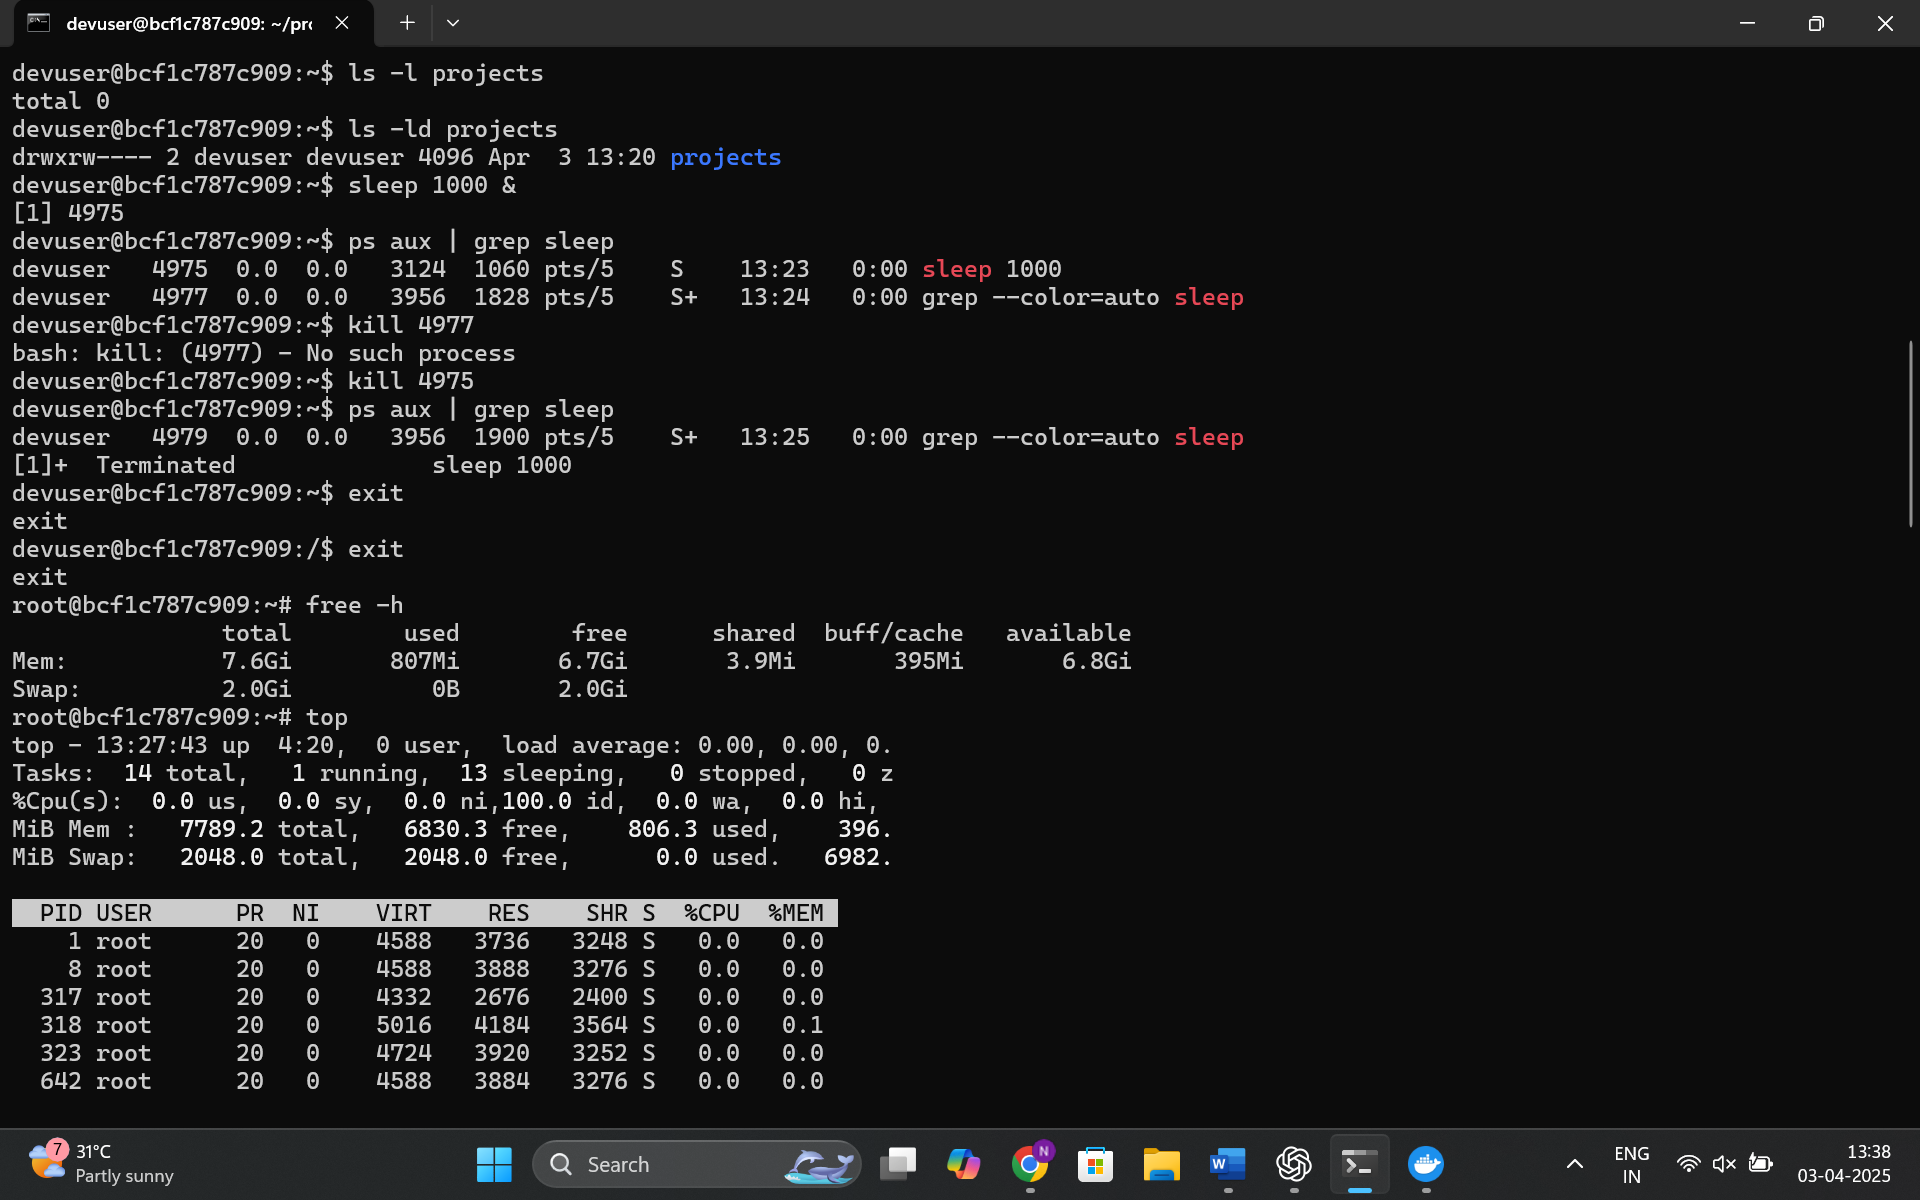 devuser@bcf1c787c909: ~/pro
devuser@bcf1c787c909:~$ ls -l projects
total 0
devuser@bcf1c787c909:~$ ls -ld projects
drwxrw---- 2 devuser devuser 4096 Apr  3 13:20 projects
devuser@bcf1c787c909:~$ sleep 1000 &
[1] 4975
devuser@bcf1c787c909:~$ ps aux | grep sleep
devuser   4975  0.0  0.0   3124  1060 pts/5    S    13:23   0:00 sleep 1000
devuser   4977  0.0  0.0   3956  1828 pts/5    S+   13:24   0:00 grep --color=auto sleep
devuser@bcf1c787c909:~$ kill 4977
bash: kill: (4977) - No such process
devuser@bcf1c787c909:~$ kill 4975
devuser@bcf1c787c909:~$ ps aux | grep sleep
devuser   4979  0.0  0.0   3956  1900 pts/5    S+   13:25   0:00 grep --color=auto sleep
[1]+  Terminated              sleep 1000
devuser@bcf1c787c909:~$ exit
exit
devuser@bcf1c787c909:/$ exit
exit
root@bcf1c787c909:~# free -h
               total        used        free      shared  buff/cache   available
Mem:           7.6Gi       807Mi       6.7Gi       3.9Mi       395Mi       6.8Gi
Swap:          2.0Gi          0B       2.0Gi
root@bcf1c787c909:~# top
top - 13:27:43 up  4:20,  0 user,  load average: 0.00, 0.00, 0.
Tasks:  14 total,   1 running,  13 sleeping,   0 stopped,   0 z
%Cpu(s):  0.0 us,  0.0 sy,  0.0 ni,100.0 id,  0.0 wa,  0.0 hi,
MiB Mem :   7789.2 total,   6830.3 free,    806.3 used,    396.
MiB Swap:   2048.0 total,   2048.0 free,      0.0 used.   6982.
  PID USER      PR  NI    VIRT    RES    SHR S  %CPU  %MEM
    1 root      20   0    4588   3736   3248 S   0.0   0.0
    8 root      20   0    4588   3888   3276 S   0.0   0.0
  317 root      20   0    4332   2676   2400 S   0.0   0.0
  318 root      20   0    5016   4184   3564 S   0.0   0.1
  323 root      20   0    4724   3920   3252 S   0.0   0.0
  642 root      20   0    4588   3884   3276 S   0.0   0.0
7
31°C
Partly sunny
Search
N
W
ENG
IN
13:38
03-04-2025